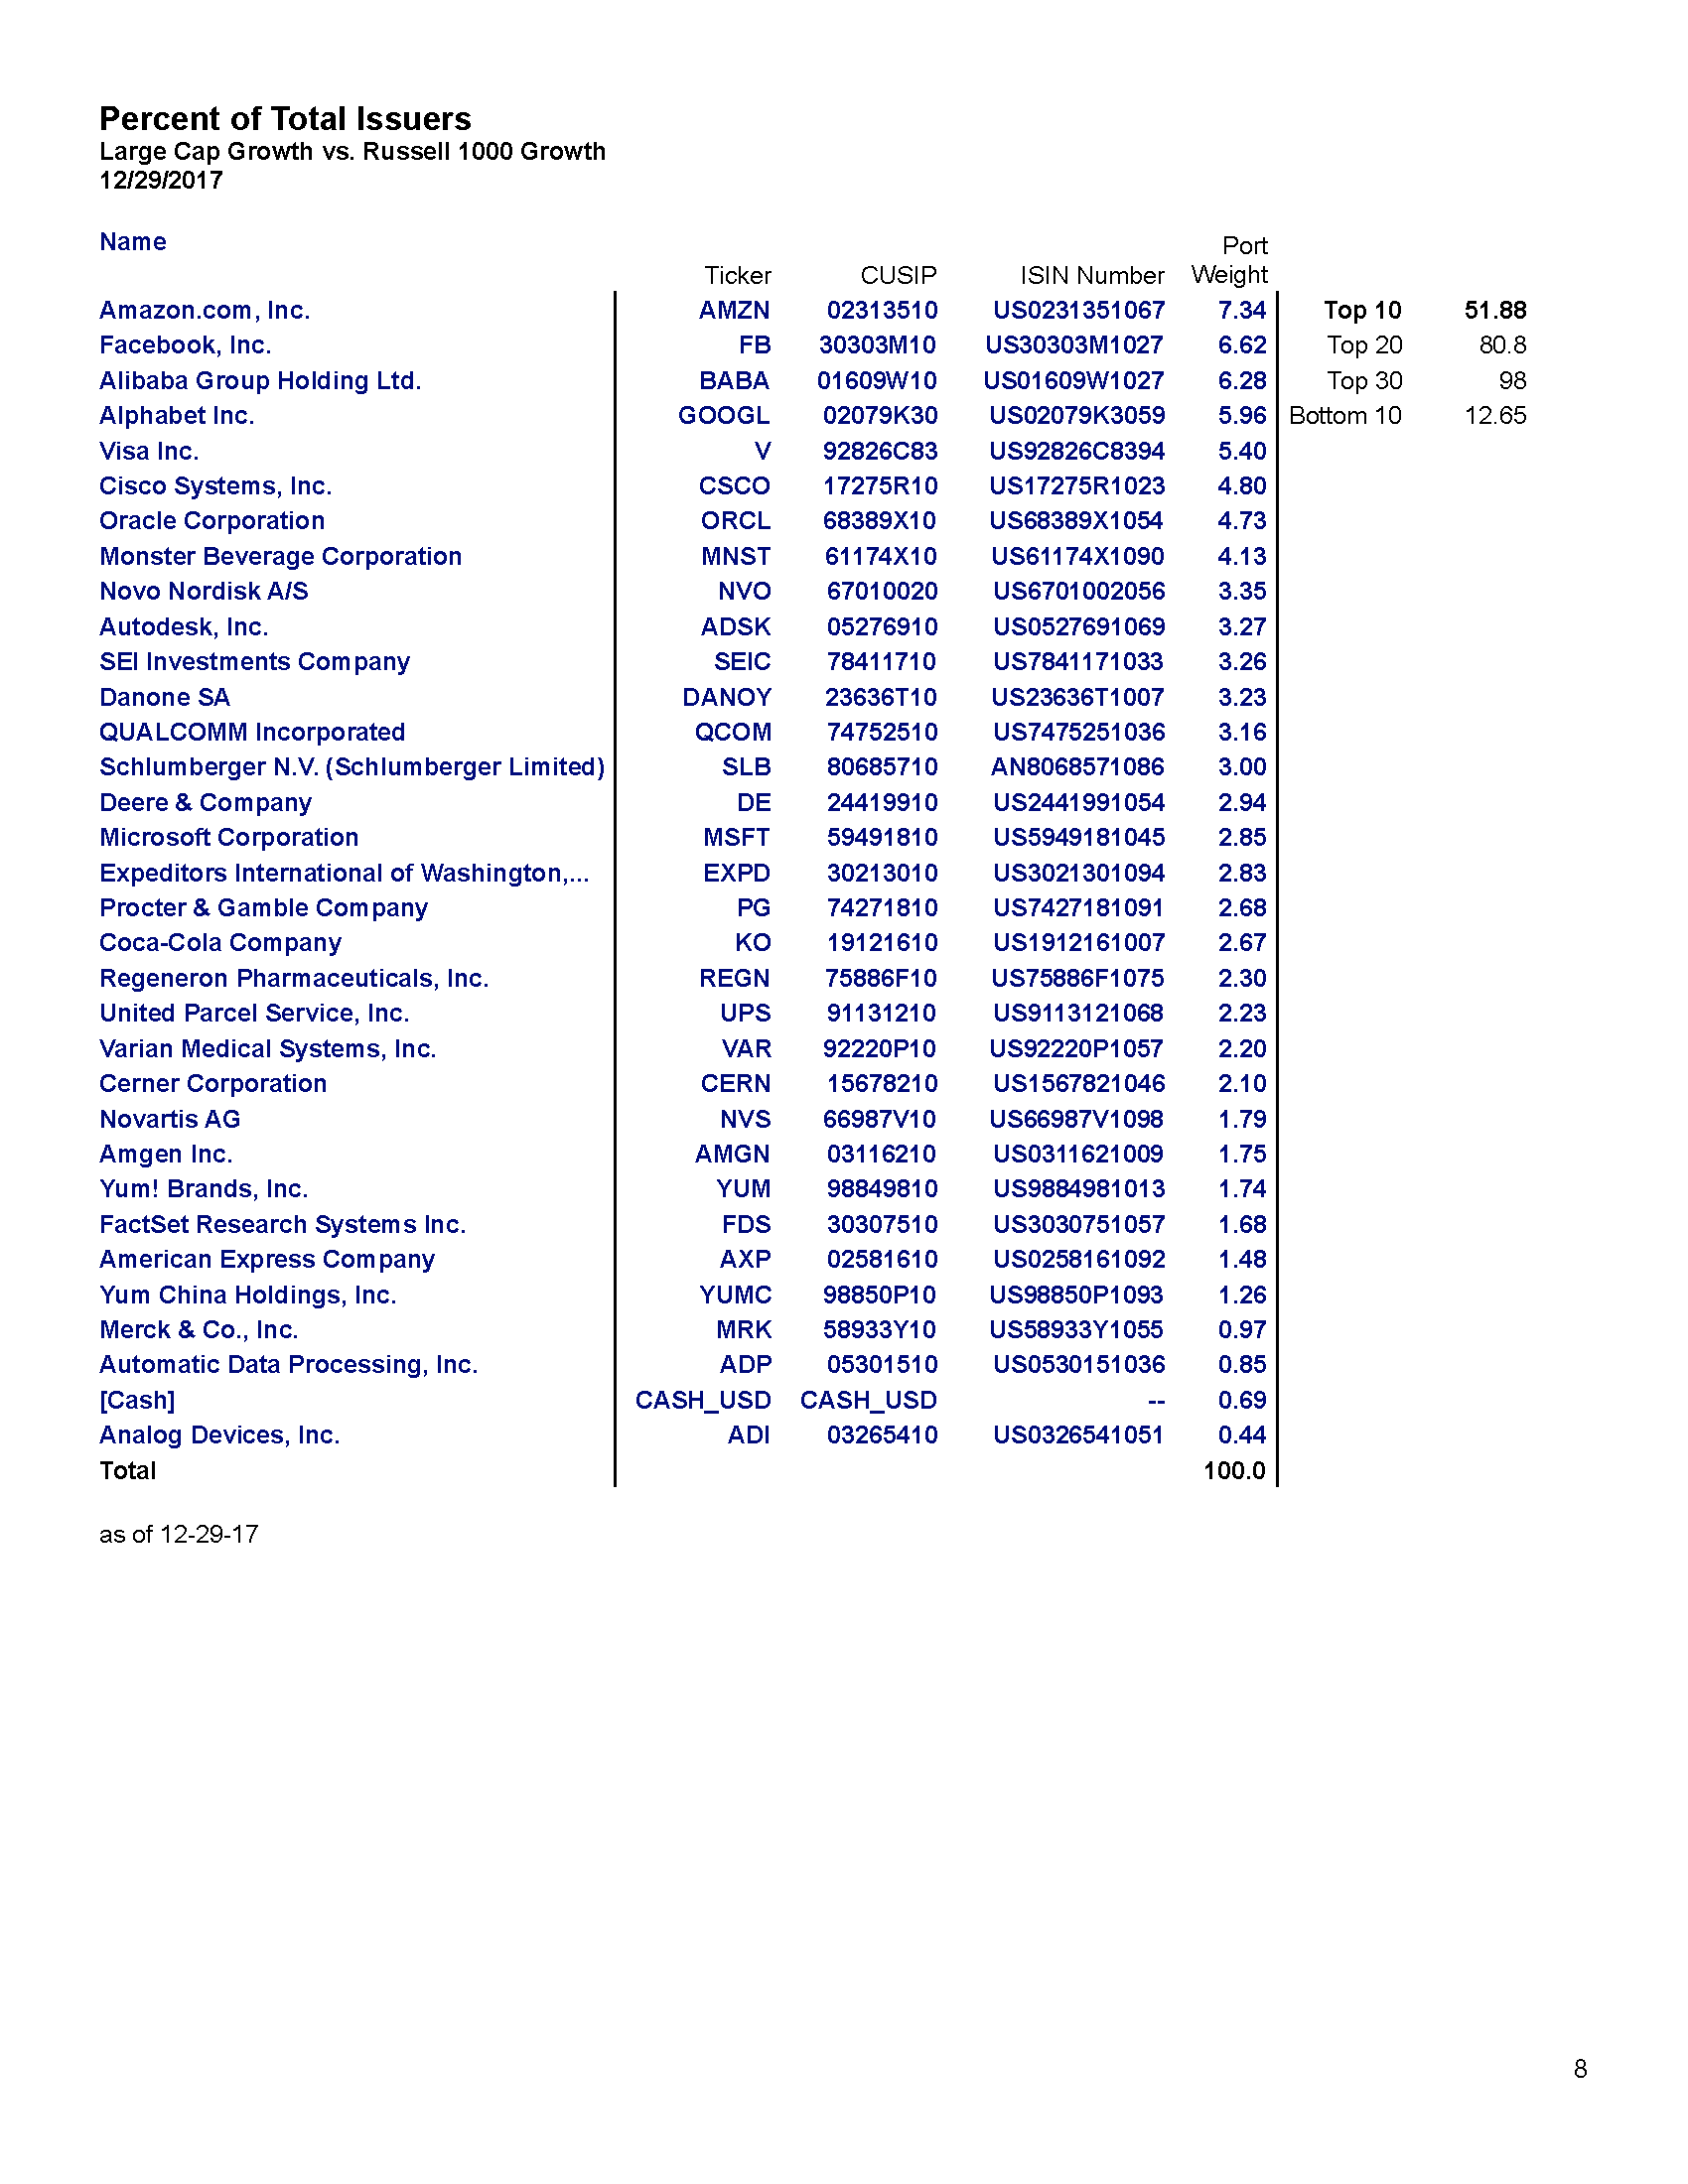 Percent of Total Issuers
Large Cap Growth vs. Russell 1000 Growth
12/29/2017
Name Ticker CUSIP ISIN Number Port Weight
Amazon.com, Inc. AMZN 02313510 US0231351067 7.34 Top 10 51.88
Facebook, Inc. FB 30303M10 US30303M1027 6.62 Top 20 80.8
Alibaba Group Holding Ltd. BABA 01609W10 US01609W1027 6.28 Top 30 98
Alphabet Inc. GOOGL 02079K30 US02079K3059 5.96 Bottom 10 12.65
Visa Inc. V 92826C83 US92826C8394 5.40
Cisco Systems, Inc. CSCO 17275R10 US17275R1023 4.80
Oracle Corporation ORCL 68389X10 US68389X1054 4.73
Monster Beverage Corporation MNST 61174X10 US61174X1090 4.13
Novo Nordisk A/S NVO 67010020 US6701002056 3.35
Autodesk, Inc. ADSK 05276910 US0527691069 3.27
SEI Investments Company SEIC 78411710 US7841171033 3.26
Danone SA DANOY 23636T10 US23636T1007 3.23
QUALCOMM Incorporated QCOM 74752510 US7475251036 3.16
Schlumberger N.V. (Schlumberger Limited) SLB 80685710 AN8068571086 3.00
Deere & Company DE 24419910 US2441991054 2.94
Microsoft Corporation MSFT 59491810 US5949181045 2.85
Expeditors International of Washington,... EXPD 30213010 US3021301094 2.83
Procter & Gamble Company PG 74271810 US7427181091 2.68
Coca-Cola Company KO 19121610 US1912161007 2.67
Regeneron Pharmaceuticals, Inc. REGN 75886F10 US75886F1075 2.30
United Parcel Service, Inc. UPS 91131210 US9113121068 2.23
Varian Medical Systems, Inc. VAR 92220P10 US92220P1057 2.20
Cerner Corporation CERN 15678210 US1567821046 2.10
Novartis AG NVS 66987V10 US66987V1098 1.79
Amgen Inc. AMGN 03116210 US0311621009 1.75
Yum! Brands, Inc. YUM 98849810 US9884981013 1.74
FactSet Research Systems Inc. FDS 30307510 US3030751057 1.68
American Express Company AXP 02581610 US0258161092 1.48
Yum China Holdings, Inc. YUMC 98850P10 US98850P1093 1.26
Merck & Co., Inc. MRK 58933Y10 US58933Y1055 0.97
Automatic Data Processing, Inc. ADP 05301510 US0530151036 0.85
[Cash] CASH_USD CASH_USD -- 0.69
Analog Devices, Inc. ADI 03265410 US0326541051 0.44
Total 100.0
as of 12-29-17
8